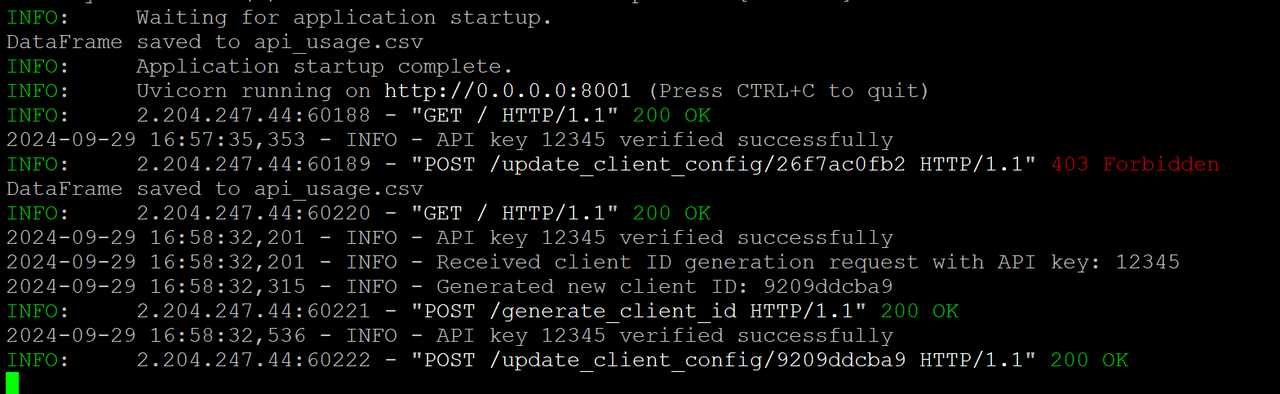 INFO:     Waiting for application startup.
DataFrame saved to api_usage.csv
INFO:     Application startup complete.
INFO:     Uvicorn running on http://0.0.0.0:8001 (Press CTRL+C to quit)
INFO:     2.204.247.44:60188 - "GET / HTTP/1.1" 200 OK
2024-09-29 16:57:35,353 - INFO - API key 12345 verified successfully
INFO:     2.204.247.44:60189 - "POST /update_client_config/26f7ac0fb2 HTTP/1.1" 403 Forbidden
DataFrame saved to api_usage.csv
INFO:     2.204.247.44:60220 - "GET / HTTP/1.1" 200 OK
2024-09-29 16:58:32,201 - INFO - API key 12345 verified successfully
2024-09-29 16:58:32,201 - INFO - Received client ID generation request with API key: 12345
2024-09-29 16:58:32,315 - INFO - Generated new client ID: 9209ddcba9
INFO:     2.204.247.44:60221 - "POST /generate_client_id HTTP/1.1" 200 OK
2024-09-29 16:58:32,536 - INFO - API key 12345 verified successfully
INFO:     2.204.247.44:60222 - "POST /update_client_config/9209ddcba9 HTTP/1.1" 200 OK